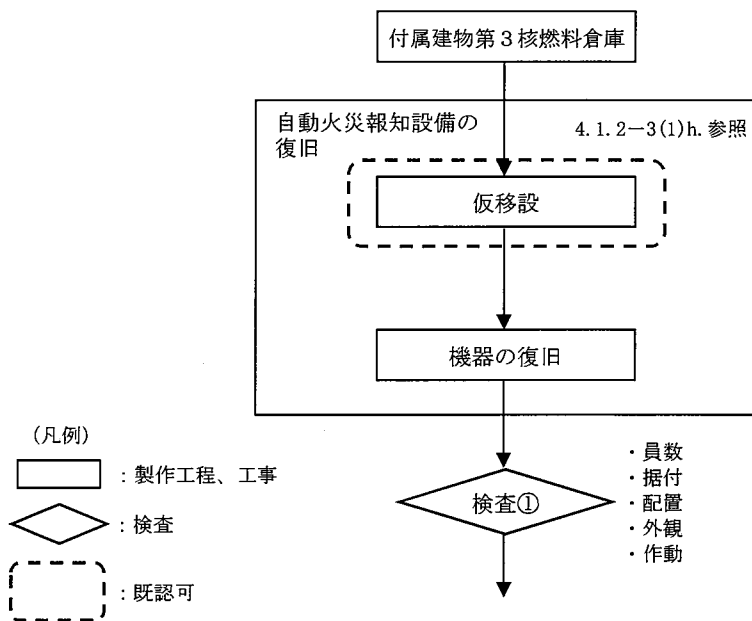 付属建物第3核燃料倉庫
自動火災報知設備の
復旧
4.1.2－3(1)h.参照
仮移設
機器の復旧
検査①
・員数
・据付
・配置
・外観
・作動
(凡例)
：製作工程、工事
：検査
：既認可